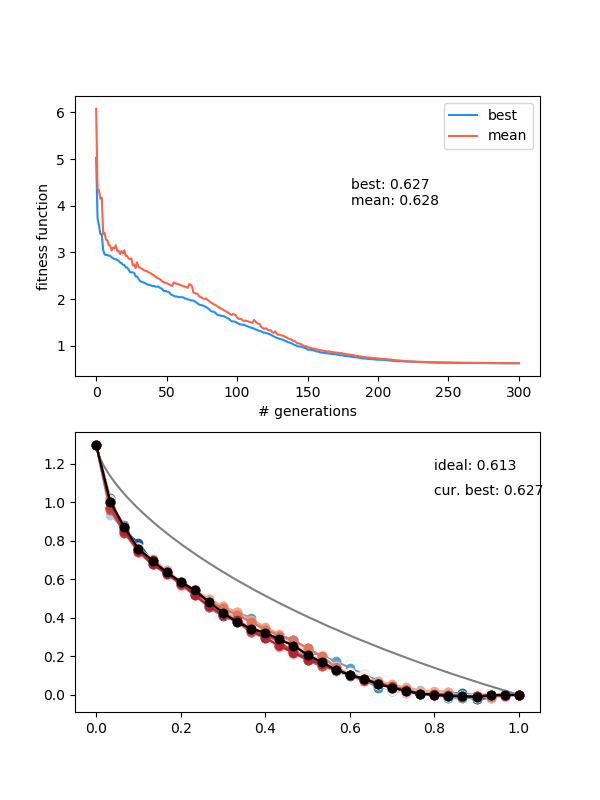 6
5
4
3
2
1
fitness function
best
mean
best: 0.627
mean: 0.628
0 50 100 150 200 250 300
# generations
1.2
1.0
0.8
0.6
0.4
0.2
0.0
ideal: 0.613
cur. best: 0.627
0.0 0.2 0.4 0.6 0.8 1.0